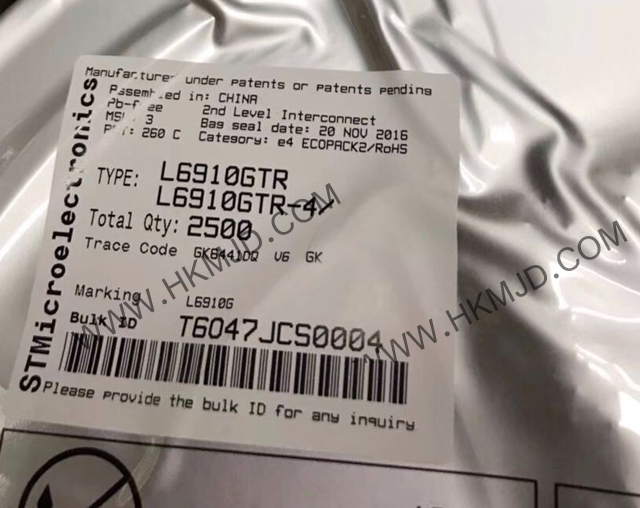 Manufactured under patents or patents pending
Assembled in: CHINA
Pb-free 2nd Level Interconnect
MSL: 3 Bag seal date: 20 NOV 2016
PBT: 260 C Category: e4 ECOPACK2/RoHS
STMicroelectronics
TYPE: L6910GTR
L6910GTR-4Y
Total Qty: 2500
Trace Code V6 GK
Marking L6910G
Bulk ID T6047JCS0004
Please provide the bulk ID for any inquiry
WWW.HKMJD.COM
WWW.HKMJD.COM